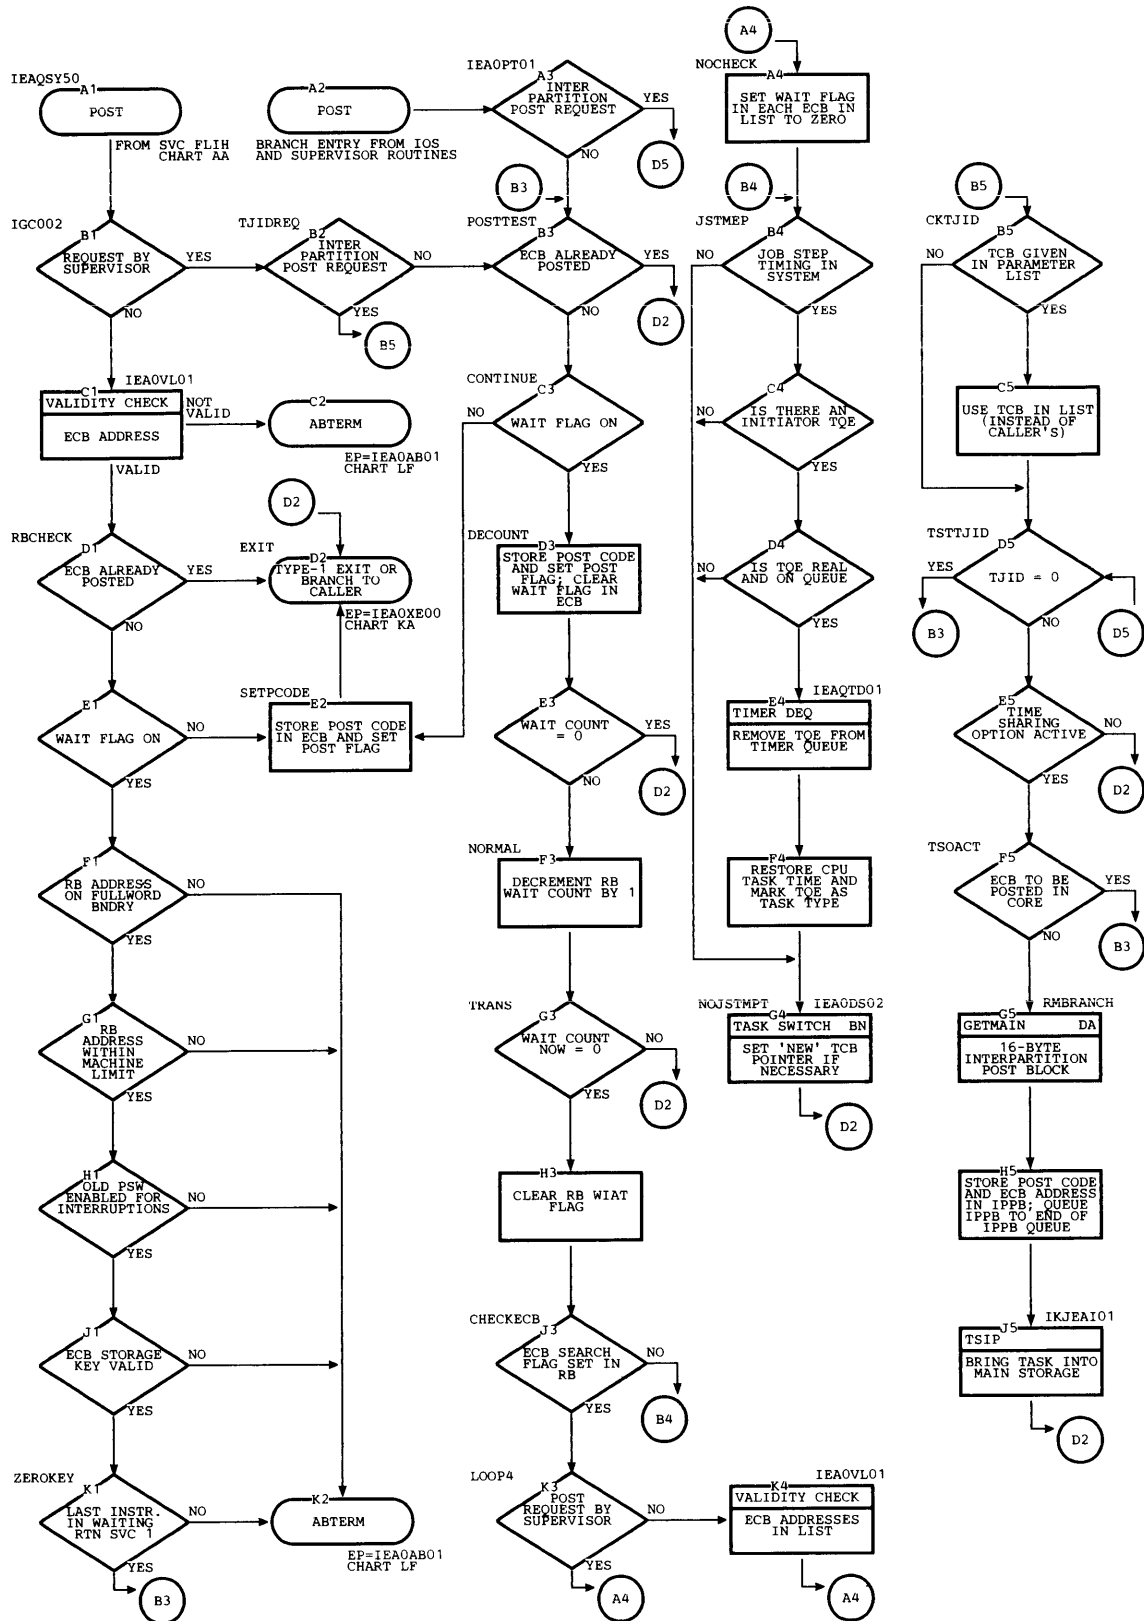 IEAQSY50
A1
POST
FROM SVC FLIH
CHART AA
A2
POST
BRANCH ENTRY FROM IOS
AND SUPERVISOR ROUTINES
IEA0PT01
A3
INTER
PARTITION
POST REQUEST
YES
D5
NO
A4
NOCHECK
A4
SET WAIT FLAG
IN EACH ECB IN
LIST TO ZERO
IGC002
B1
REQUEST BY
SUPERVISOR
YES
NO
TJIDREQ
B2
INTER
PARTITION
POST REQUEST
NO
YES
B5
B3
POSTTEST
B3
ECB ALREADY
POSTED
YES
D2
NO
B4
JSTMEP
B4
JOB STEP
TIMING IN
SYSTEM
NO
YES
B5
CKTJID
B5
TCB GIVEN
IN PARAMETER
LIST
NO
YES
IEA0VL01
C1
VALIDITY CHECK
ECB ADDRESS
NOT
VALID
VALID
C2
ABTERM
EP=IEA0AB01
CHART LF
CONTINUE
C3
WAIT FLAG ON
NO
YES
C4
IS THERE AN
INITIATOR TQE
NO
YES
C5
USE TCB IN LIST
(INSTEAD OF
CALLER'S)
RBCHECK
D1
ECB ALREADY
POSTED
YES
NO
D2
EXIT
D2
TYPE-1 EXIT OR
BRANCH TO
CALLER
EP=IEA0XE00
CHART KA
DECOUNT
D3
STORE POST CODE
AND SET POST
FLAG; CLEAR
WAIT FLAG IN
ECB
D4
IS TQE REAL
AND ON QUEUE
NO
YES
TSTTJID
D5
TJID = 0
YES
B3
NO
D5
E1
WAIT FLAG ON
NO
YES
SETPCODE
E2
STORE POST CODE
IN ECB AND SET
POST FLAG
E3
WAIT COUNT
= 0
YES
D2
NO
IEAQTD01
E4
TIMER DEQ
REMOVE TQE FROM
TIMER QUEUE
E5
TIME
SHARING
OPTION ACTIVE
NO
D2
YES
F1
RB ADDRESS
ON FULLWORD
BNDRY
NO
YES
NORMAL
F3
DECREMENT RB
WAIT COUNT BY 1
F4
RESTORE CPU
TASK TIME AND
MARK TQE AS
TASK TYPE
TSOACT
F5
ECB TO BE
POSTED IN
CORE
YES
B3
NO
G1
RB
ADDRESS
WITHIN
MACHINE
LIMIT
NO
YES
TRANS
G3
WAIT COUNT
NOW = 0
NO
D2
YES
NOJSTMPT
IEA0DS02
G4
TASK SWITCH BN
SET 'NEW' TCB
POINTER IF
NECESSARY
D2
RMBRANCH
G5
GETMAIN DA
16-BYTE
INTERPARTITION
POST BLOCK
H1
OLD PSW
ENABLED FOR
INTERRUPTIONS
NO
YES
H3
CLEAR RB WIAT
FLAG
H5
STORE POST CODE
AND ECB ADDRESS
IN IPPB; QUEUE
IPPB TO END OF
IPPB QUEUE
J1
ECB STORAGE
KEY VALID
NO
YES
CHECKECB
J3
ECB SEARCH
FLAG SET IN
RB
NO
B4
YES
IKJEAI01
J5
TSIP
BRING TASK INTO
MAIN STORAGE
D2
ZEROKEY
K1
LAST INSTR.
IN WAITING
RTN SVC 1
NO
YES
B3
K2
ABTERM
EP=IEA0AB01
CHART LF
LOOP4
K3
POST
REQUEST BY
SUPERVISOR
NO
YES
A4
IEA0VL01
K4
VALIDITY CHECK
ECB ADDRESSES
IN LIST
A4